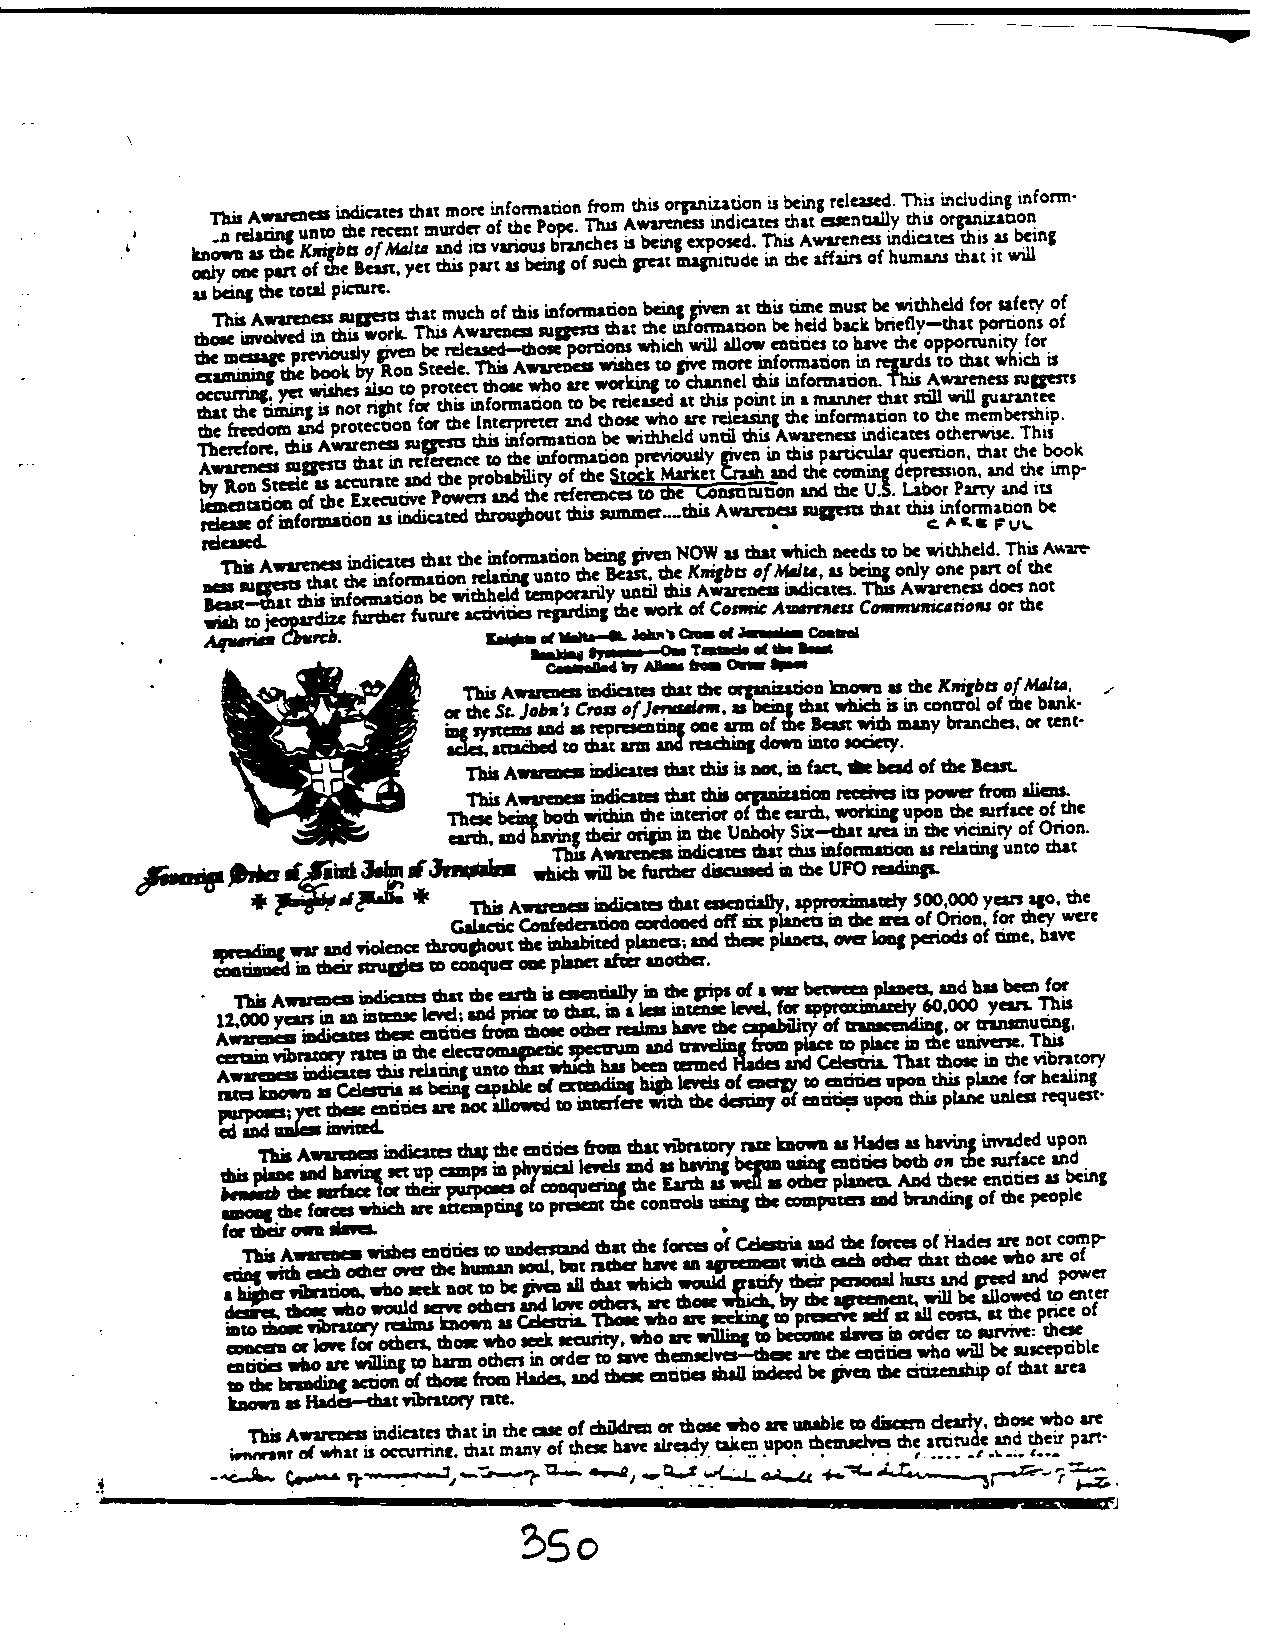 This Awareness indicates that more information from this organization is being released. This including inform-
..n relating unto the recent murder of the Pope. This Awareness indicates that essentially this organization
known as the Knights of Malta and its various branches is being exposed. This Awareness indicates this as being
only one part of the Beast, yet this part as being of such great magnitude in the affairs of humans that it will
as being the total picture.
This Awareness suggests that much of this information being given at this time must be withheld for safety of
those involved in this work. This Awareness suggests that the information be held back briefly—that portions of
the message previously given be released—those portions which will allow entities to have the opportunity for
examining the book by Ron Steele. This Awareness wishes to give more information in regards to that which is
occurring, yet wishes also to protect those who are working to channel this information. This Awareness suggests
that the timing is not right for this information to be released at this point in a manner that still will guarantee
the freedom and protection for the Interpreter and those who are releasing the information to the membership.
Therefore, this Awareness suggests this information be withheld until this Awareness indicates otherwise. This
Awareness suggests that in reference to the information previously given in this particular question, that the book
by Ron Steele as accurate and the probability of the Stock Market Crash and the coming depression, and the imp-
lementation of the Executive Powers and the references to the Constitution and the U.S. Labor Party and its
release of information as indicated throughout this summer....this Awareness suggests that this information be
released. CAREFUL
This Awareness indicates that the information being given NOW as that which needs to be withheld. This Aware-
ness suggests that the information relating unto the Beast, the Knights of Malta, as being only one part of the
Beast—that this information be withheld temporarily until this Awareness indicates. This Awareness does not
wish to jeopardize further future activities regarding the work of Cosmic Awareness Communications or the
Aquarian Church.
Knights of Malta—St. John's Cross of Jerusalem Control
Banking Systems—One Tentacle of the Beast
Controlled by Aliens from Outer Space
This Awareness indicates that the organization known as the Knights of Malta,
or the St. John's Cross of Jerusalem, as being that which is in control of the bank-
ing systems and as representing one arm of the Beast with many branches, or tent-
acles, attached to that arm and reaching down into society.
This Awareness indicates that this is not, in fact, the head of the Beast.
This Awareness indicates that this organization receives its power from aliens.
These being both within the interior of the earth, working upon the surface of the
earth, and having their origin in the Unholy Six—that area in the vicinity of Orion.
This Awareness indicates that this information as relating unto that
which will be further discussed in the UFO readings.
Sovereign Order of Saint John of Jerusalem
* Knights of Malta *
This Awareness indicates that essentially, approximately 500,000 years ago, the
Galactic Confederation cordoned off six planets in the area of Orion, for they were
spreading war and violence throughout the inhabited planets; and these planets, over long periods of time, have
continued in their struggles to conquer one planet after another.
This Awareness indicates that the earth is essentially in the grips of a war between planets, and has been for
12,000 years in an intense level; and prior to that, in a less intense level, for approximately 60,000 years. This
Awareness indicates these entities from those other realms have the capability of transcending, or transmuting,
certain vibratory rates in the electromagnetic spectrum and traveling from place to place in the universe. This
Awareness indicates this relating unto that which has been termed Hades and Celestria. That those in the vibratory
rates known as Celestria as being capable of extending high levels of energy to entities upon this plane for healing
purposes; yet these entities are not allowed to interfere with the destiny of entities upon this plane unless request-
ed and unless invited.
This Awareness indicates that the entities from that vibratory rate known as Hades as having invaded upon
this plane and having set up camps in physical levels and as having begun using entities both on the surface and
beneath the surface for their purposes of conquering the Earth as well as other planets. And these entities as being
among the forces which are attempting to present the controls using the computers and branding of the people
for their own slaves.
This Awareness wishes entities to understand that the forces of Celestria and the forces of Hades are not comp-
eting with each other over the human soul, but rather have an agreement with each other that those who are of
a higher vibration, who seek not to be given all that which would gratify their personal lusts and greed and power
desires, those who would serve others and love others, are those which, by the agreement, will be allowed to enter
into those vibratory realms known as Celestria. Those who are seeking to preserve self at all costs, at the price of
concern or love for others, those who seek security, who are willing to become slaves in order to survive: these
entities who are willing to harm others in order to save themselves—these are the entities who will be susceptible
to the branding action of those from Hades, and these entities shall indeed be given the citizenship of that area
known as Hades—that vibratory rate.
This Awareness indicates that in the case of children or those who are unable to discern clearly, those who are
ignorant of what is occurring, that many of these have already taken upon themselves the attitude and their part-
-icular course of movement, in terms of their soul, as that which shall be the determining factor of their fate.
350